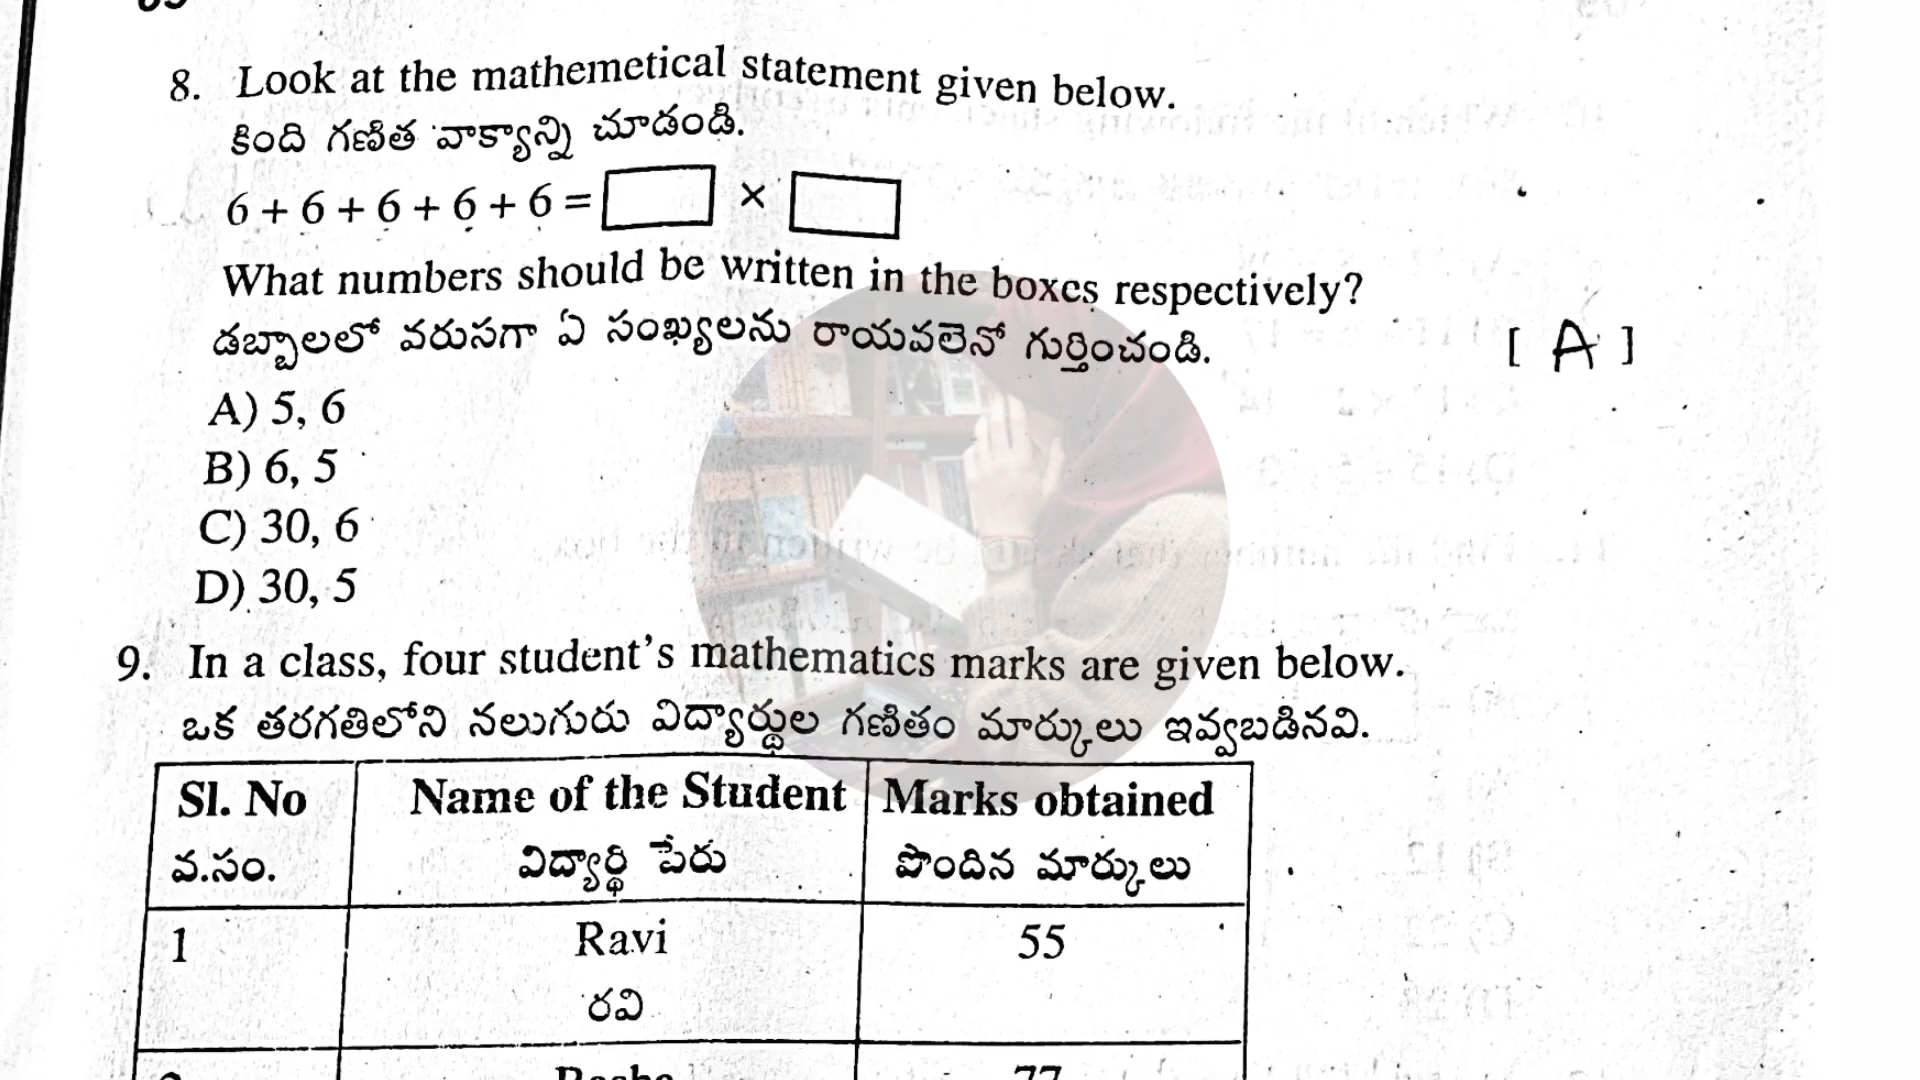 8. Look at the mathemetical statement given below.
కింది గణిత వాక్యాన్ని చూడండి.
6 + 6 + 6 + 6 + 6 = ×
What numbers should be written in the boxes respectively?
డబ్బాలలో వరుసగా ఏ సంఖ్యలను రాయవలెనో గుర్తించండి. [ A ]
A) 5, 6
B) 6, 5
C) 30, 6
D) 30, 5
9. In a class, four student's mathematics marks are given below.
ఒక తరగతిలోని నలుగురు విద్యార్థుల గణితం మార్కులు ఇవ్వబడినవి.
Sl. No Name of the Student Marks obtained
వ.సం. విద్యార్థి పేరు పొందిన మార్కులు
1 Ravi 55
రవి
77